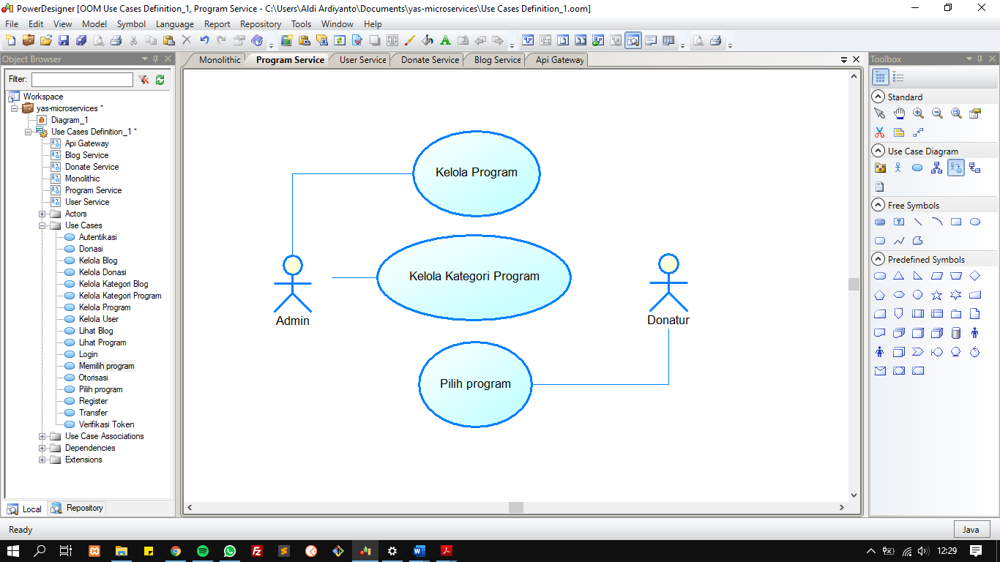 PowerDesigner [OOM Use Cases Definition_1, Program Service - C:\Users\Aldi Ardiyanto\Documents\yas-microservices\Use Cases Definition_1.oom]
File Edit View Model Symbol Language Report Repository Tools Window Help
Object Browser
Filter:
Workspace
yas-microservices *
Diagram_1
Use Cases Definition_1 *
Api Gateway
Blog Service
Donate Service
Monolithic
Program Service
User Service
Actors
Use Cases
Autentikasi
Donasi
Kelola Blog
Kelola Donasi
Kelola Kategori Blog
Kelola Kategori Program
Kelola Program
Kelola User
Lihat Blog
Lihat Program
Login
Memilih program
Otorisasi
Pilih program
Register
Transfer
Verifikasi Token
Use Case Associations
Dependencies
Extensions
Local Repository
Monolithic Program Service User Service Donate Service Blog Service Api Gateway
Kelola Program
Kelola Kategori Program
Admin
Donatur
Pilih program
Toolbox
Standard
Use Case Diagram
Free Symbols
Predefined Symbols
Ready
Java
12:29